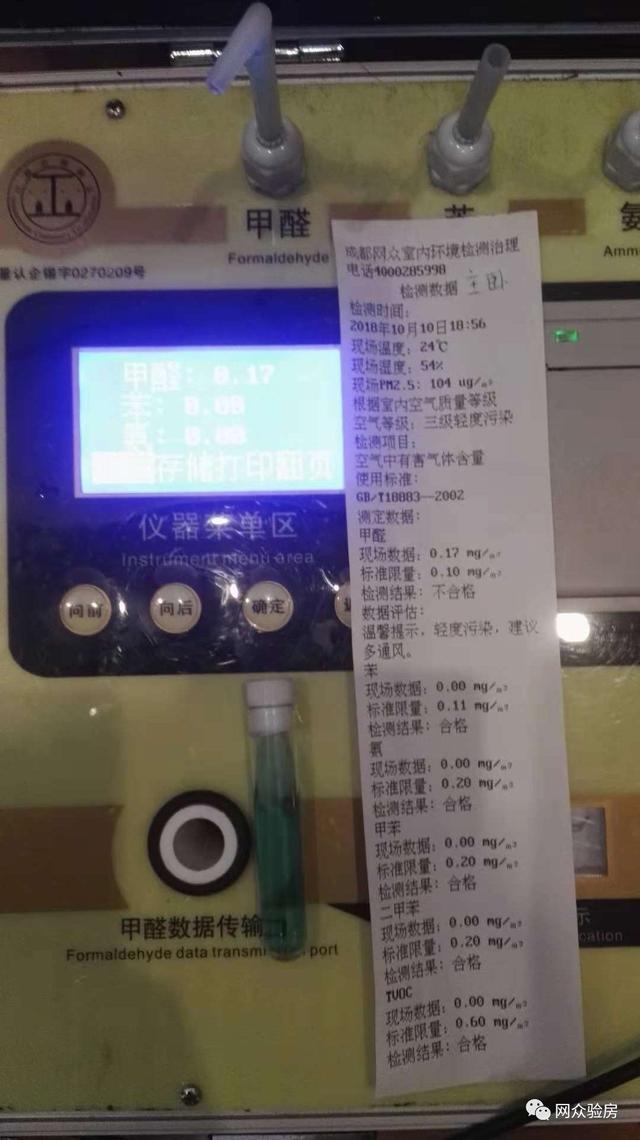 甲醛
Formaldehyde
苯
氨
Amm
量认企锡字0270209号
甲醛：0.17
苯：0.00
氨：0.00
存储打印翻页
仪器菜单区
Instrument menu area
向前
向后
确定
甲醛数据传输
Formaldehyde data transm
port
示
cation
成都网众室内环境检测治理
电话4000285998
检测数据 主卧
检测时间：
2018年10月10日18:56
现场温度：24℃
现场湿度：54%
现场PM2.5：104 ug/m³
根据室内空气质量等级
空气等级：三级轻度污染
检测项目：
空气中有害气体含量
使用标准：
GB/T18883--2002
测定数据：
甲醛
现场数据：0.17 mg/m³
标准限量：0.10 mg/m³
检测结果：不合格
数据评估：
温馨提示，轻度污染，建议
多通风。
苯
现场数据：0.00 mg/m³
标准限量：0.11 mg/m³
检测结果：合格
氨
现场数据：0.00 mg/m³
标准限量：0.20 mg/m³
检测结果：合格
甲苯
现场数据：0.00 mg/m³
标准限量：0.20 mg/m³
检测结果：合格
二甲苯
现场数据：0.00 mg/m³
标准限量：0.20 mg/m³
检测结果：合格
TVOC
现场数据：0.00 mg/m³
标准限量：0.60 mg/m³
检测结果：合格
网众验房